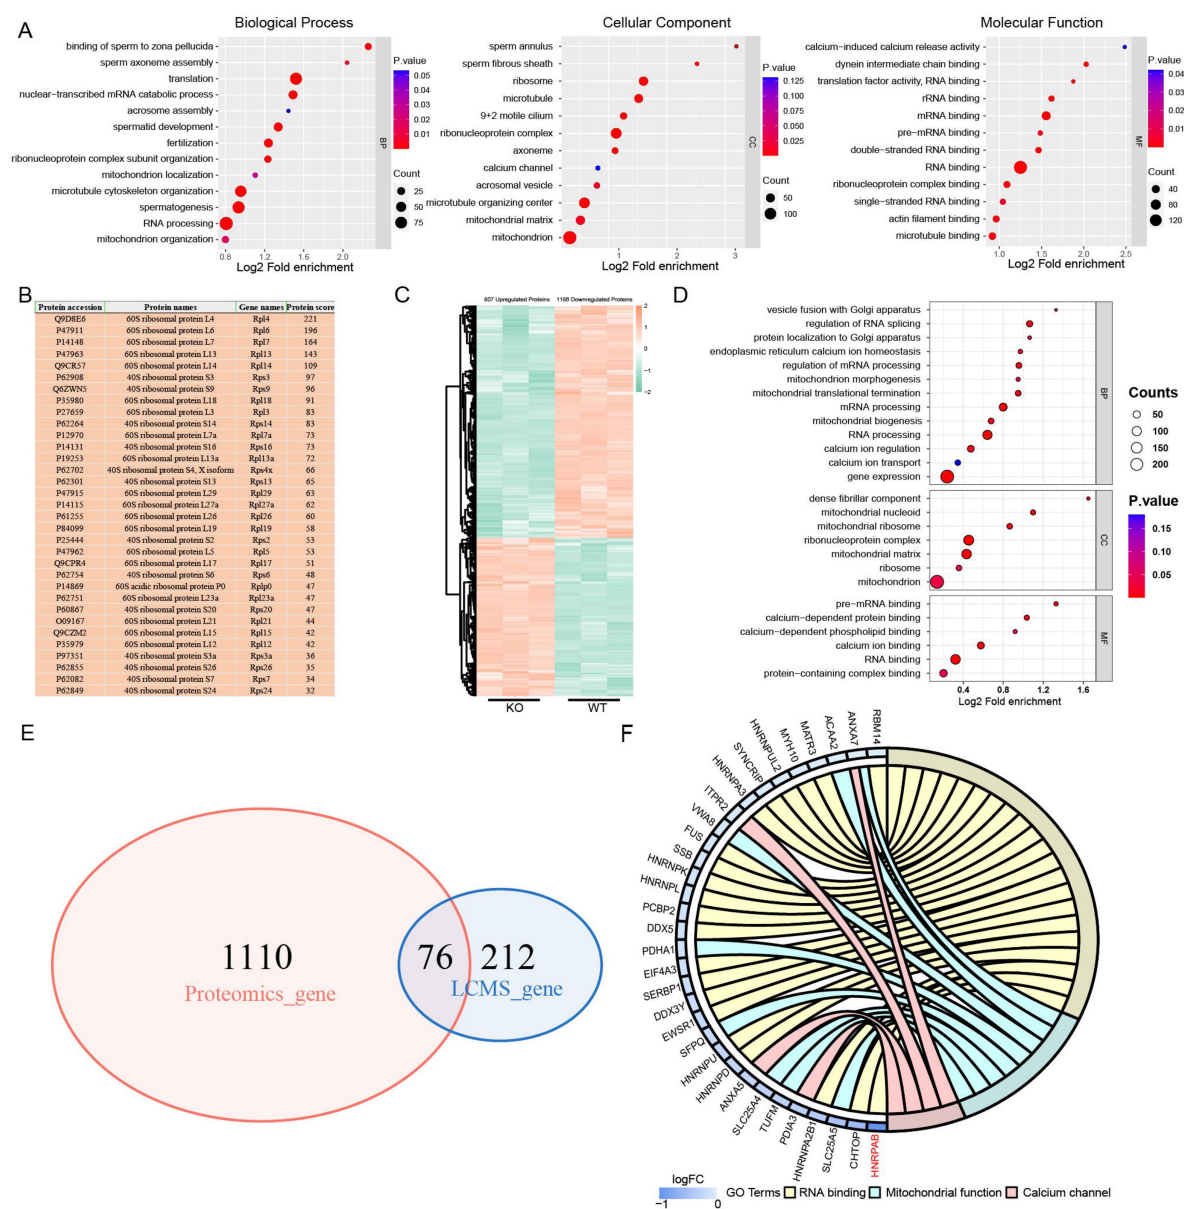 A
Biological Process
binding of sperm to zona pellucida
sperm axoneme assembly
translation
nuclear-transcribed mRNA catabolic process
acrosome assembly
spermatid development
fertilization
ribonucleoprotein complex subunit organization
mitochondrion localization
microtubule cytoskeleton organization
spermatogenesis
RNA processing
mitochondrion organization
0.8 1.2 1.6 2.0
Log2 Fold enrichment
BP
P.value
0.05
0.04
0.03
0.02
0.01
Count
25
50
75
Cellular Component
sperm annulus
sperm fibrous sheath
ribosome
microtubule
9+2 motile cilium
ribonucleoprotein complex
axoneme
calcium channel
acrosomal vesicle
microtubule organizing center
mitochondrial matrix
mitochondrion
1 2 3
Log2 Fold enrichment
CC
P.value
0.125
0.100
0.075
0.050
0.025
Count
50
100
Molecular Function
calcium-induced calcium release activity
dynein intermediate chain binding
translation factor activity, RNA binding
rRNA binding
mRNA binding
pre-mRNA binding
double-stranded RNA binding
RNA binding
ribonucleoprotein complex binding
single-stranded RNA binding
actin filament binding
microtubule binding
1.0 1.5 2.0 2.5
Log2 Fold enrichment
MF
P.value
0.04
0.03
0.02
0.01
Count
40
80
120
B
Protein accession Protein names Gene names Protein score
Q9D8E6 60S ribosomal protein L4 Rpl4 221
P47911 60S ribosomal protein L6 Rpl6 196
P14148 60S ribosomal protein L7 Rpl7 164
P47963 60S ribosomal protein L13 Rpl13 143
Q9CR57 60S ribosomal protein L14 Rpl14 109
P62908 40S ribosomal protein S3 Rps3 97
Q6ZWN5 40S ribosomal protein S9 Rps9 96
P35980 60S ribosomal protein L18 Rpl18 91
P27659 60S ribosomal protein L3 Rpl3 83
P62264 40S ribosomal protein S14 Rps14 83
P12970 60S ribosomal protein L7a Rpl7a 73
P14131 40S ribosomal protein S16 Rps16 73
P19253 60S ribosomal protein L13a Rpl13a 72
P62702 40S ribosomal protein S4, X isoform Rps4x 66
P62301 40S ribosomal protein S13 Rps13 65
P47915 60S ribosomal protein L29 Rpl29 63
P14115 60S ribosomal protein L27a Rpl27a 62
P61255 60S ribosomal protein L26 Rpl26 60
P84099 60S ribosomal protein L19 Rpl19 58
P25444 40S ribosomal protein S2 Rps2 53
P47962 60S ribosomal protein L5 Rpl5 53
Q9CPR4 60S ribosomal protein L17 Rpl17 51
P62754 40S ribosomal protein S6 Rps6 48
P14869 60S acidic ribosomal protein P0 Rplp0 47
P62751 60S ribosomal protein L23a Rpl23a 47
P60867 40S ribosomal protein S20 Rps20 47
O09167 60S ribosomal protein L21 Rpl21 44
Q9CZM2 60S ribosomal protein L15 Rpl15 42
P35979 60S ribosomal protein L12 Rpl12 42
P97351 40S ribosomal protein S3a Rps3a 36
P62855 40S ribosomal protein S26 Rps26 35
P62082 40S ribosomal protein S7 Rps7 34
P62849 40S ribosomal protein S24 Rps24 32
C
807 Upregulated Proteins 1186 Downregulated Proteins
2
1
0
−1
−2
KO WT
D
vesicle fusion with Golgi apparatus
regulation of RNA splicing
protein localization to Golgi apparatus
endoplasmic reticulum calcium ion homeostasis
regulation of mRNA processing
mitochondrion morphogenesis
mitochondrial translational termination
mRNA processing
mitochondrial biogenesis
RNA processing
calcium ion regulation
calcium ion transport
gene expression
BP
dense fibrillar component
mitochondrial nucleoid
mitochondrial ribosome
ribonucleoprotein complex
mitochondrial matrix
ribosome
mitochondrion
CC
pre-mRNA binding
calcium-dependent protein binding
calcium-dependent phospholipid binding
calcium ion binding
RNA binding
protein-containing complex binding
MF
0.4 0.8 1.2 1.6
Log2 Fold enrichment
Counts
50
100
150
200
P.value
0.15
0.10
0.05
E
1110
Proteomics_gene
76
212
LCMS_gene
F
RBM14
ANXA7
ACAA2
MATR3
MYH10
HNRNPUL2
SYNCRIP
HNRNPA3
ITPR2
VWA8
FUS
SSB
HNRNPK
HNRNPL
PCBP2
DDX5
PDHA1
EIF4A3
SERBP1
DDX3Y
EWSR1
SFPQ
HNRNPU
HNRNPD
ANXA5
SLC25A4
TUFM
PDIA3
HNRNPA2B1
SLC25A5
CHTOP
HNRPAB
logFC
−1 0
GO Terms RNA binding Mitochondrial function Calcium channel